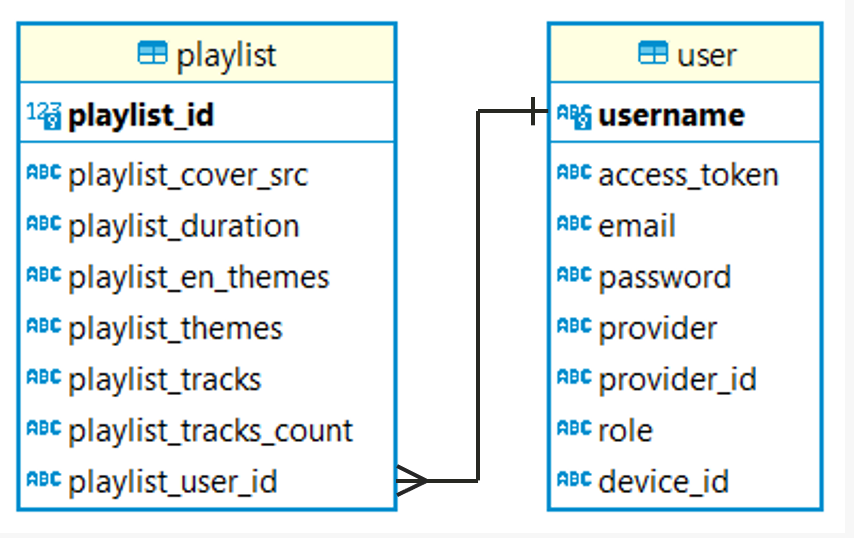 playlist
123 playlist_id
ABC playlist_cover_src
ABC playlist_duration
ABC playlist_en_themes
ABC playlist_themes
ABC playlist_tracks
ABC playlist_tracks_count
ABC playlist_user_id
user
ABC username
ABC access_token
ABC email
ABC password
ABC provider
ABC provider_id
ABC role
ABC device_id